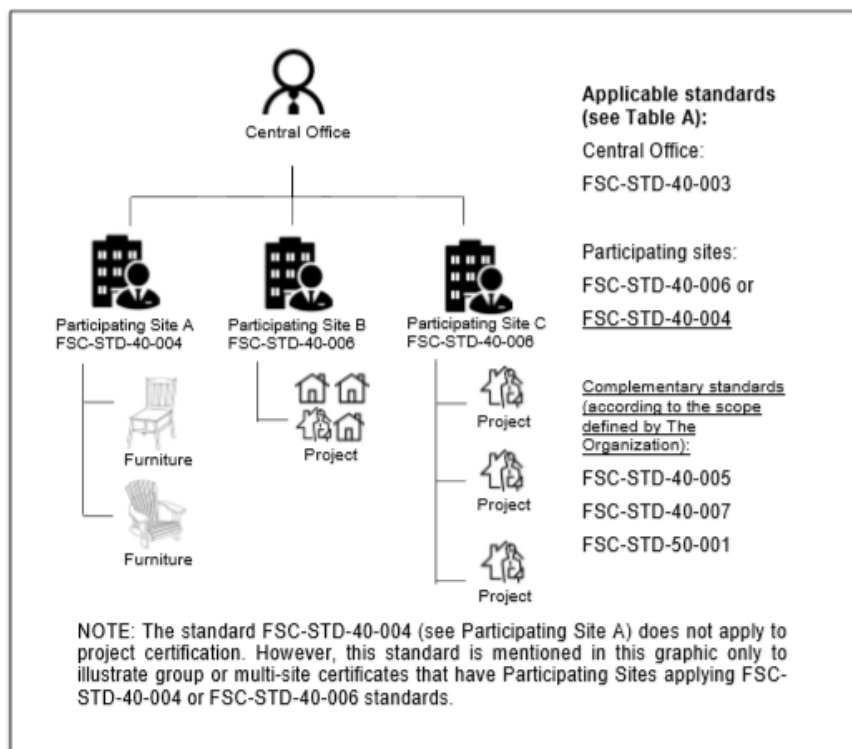 Central Office
Participating Site A
FSC-STD-40-004
Participating Site B
FSC-STD-40-006
Participating Site C
FSC-STD-40-006
Furniture
Furniture
Project
Project
Project
Project
Applicable standards
(see Table A):
Central Office:
FSC-STD-40-003
Participating sites:
FSC-STD-40-006 or
FSC-STD-40-004
Complementary standards
(according to the scope
defined by The
Organization):
FSC-STD-40-005
FSC-STD-40-007
FSC-STD-50-001
NOTE: The standard FSC-STD-40-004 (see Participating Site A) does not apply to
project certification. However, this standard is mentioned in this graphic only to
illustrate group or multi-site certificates that have Participating Sites applying FSC-
STD-40-004 or FSC-STD-40-006 standards.